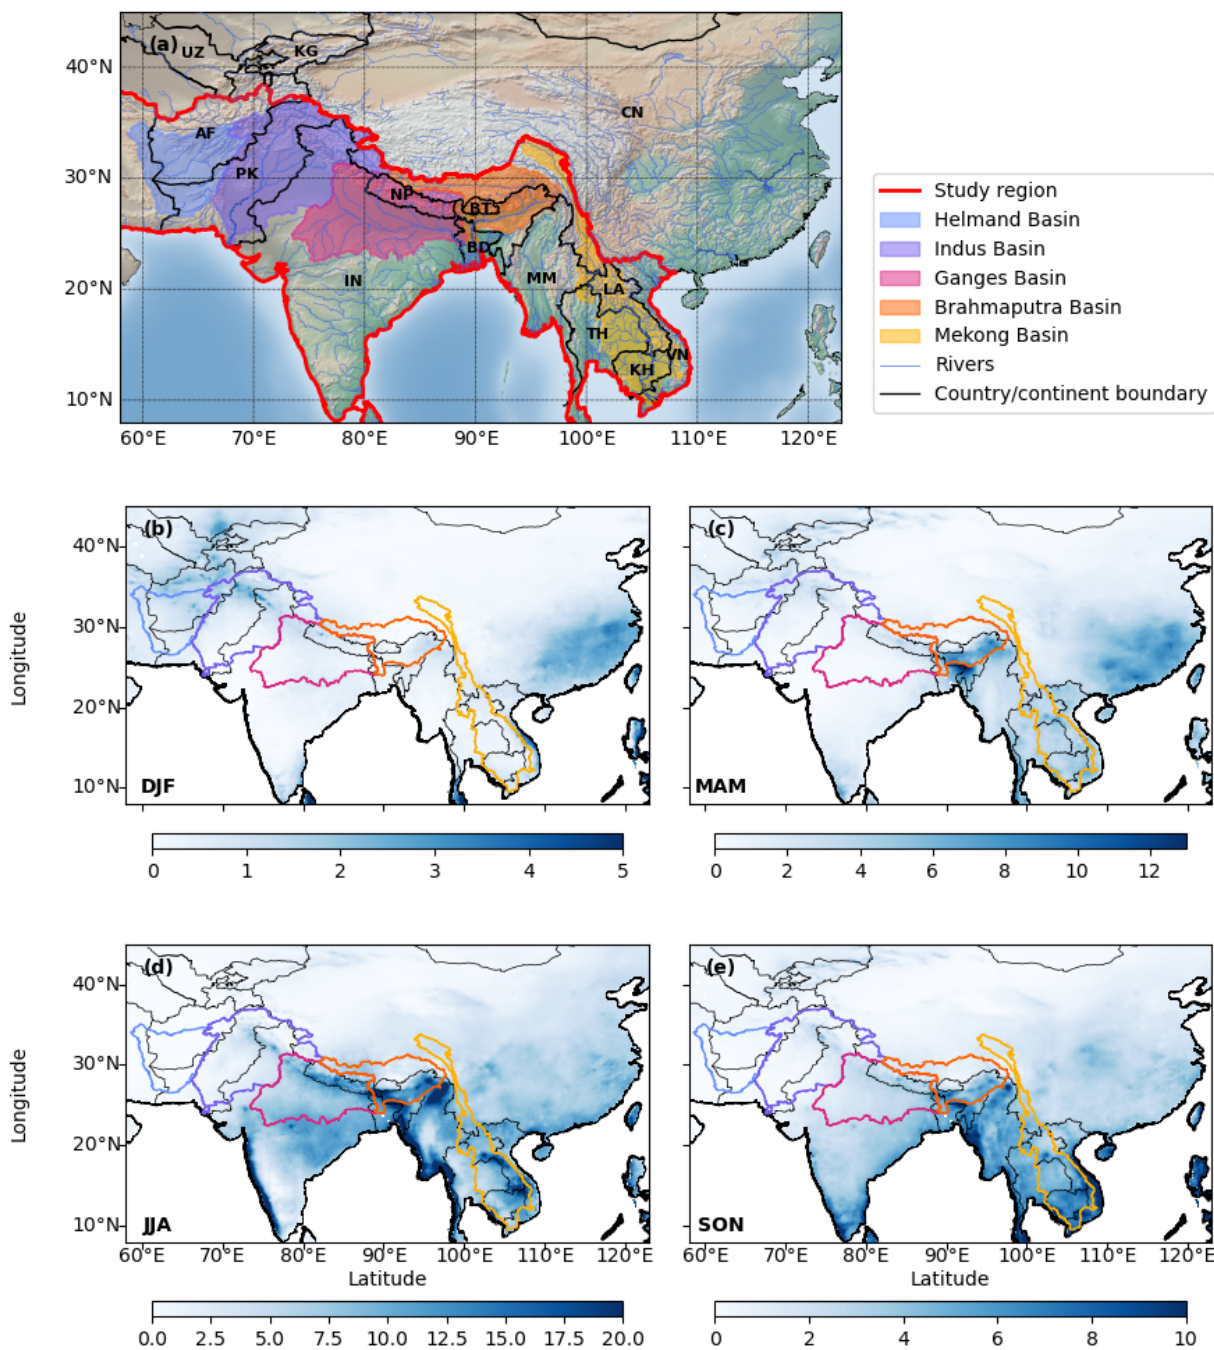 (a)
UZ
KG
TJ
CN
AF
PK
NP
BT
BD
IN
MM
LA
TH
VN
KH
40°N
30°N
20°N
10°N
60°E 70°E 80°E 90°E 100°E 110°E 120°E
Study region
Helmand Basin
Indus Basin
Ganges Basin
Brahmaputra Basin
Mekong Basin
Rivers
Country/continent boundary
(b)
40°N
30°N
20°N
10°N
Longitude
DJF
0 1 2 3 4 5
(c)
MAM
0 2 4 6 8 10 12
(d)
40°N
30°N
20°N
10°N
Longitude
JJA
60°E 70°E 80°E 90°E 100°E 110°E 120°E
Latitude
0.0 2.5 5.0 7.5 10.0 12.5 15.0 17.5 20.0
(e)
SON
60°E 70°E 80°E 90°E 100°E 110°E 120°E
Latitude
0 2 4 6 8 10